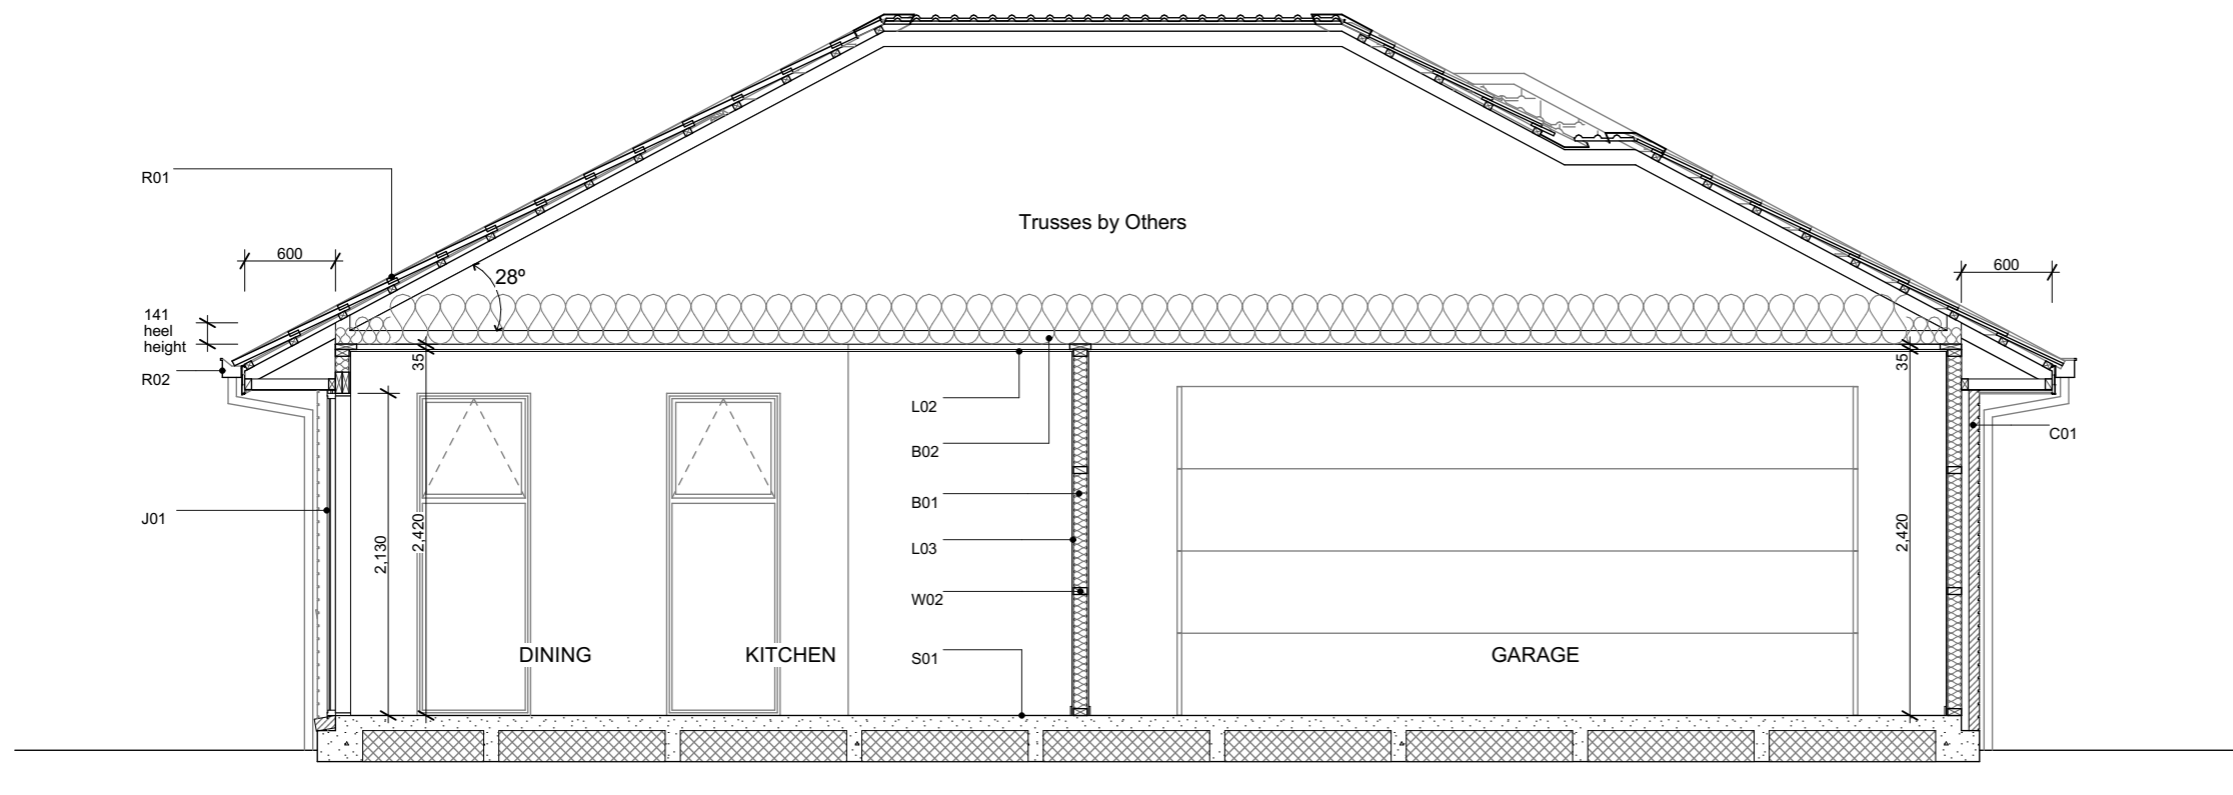 Trusses by Others
R01
600
28º
600
141
heel
height
R02
35
35
L02
B02
C01
B01
J01
2,130
2,420
L03
2,420
W02
DINING
KITCHEN
S01
GARAGE